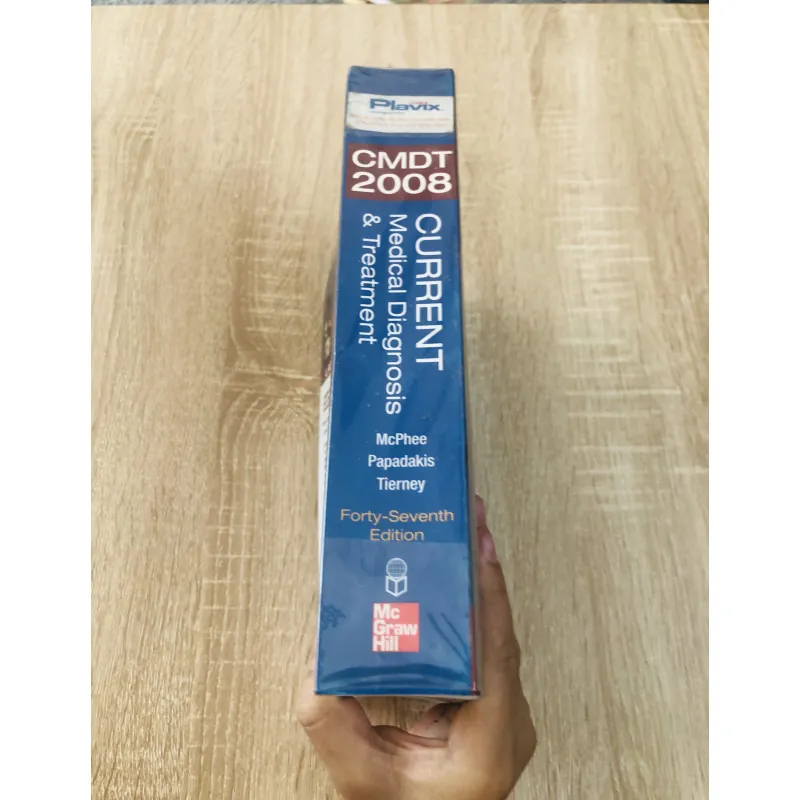 Plavix
CMDT
2008
CURRENT
Medical Diagnosis
& Treatment
McPhee
Papadakis
Tierney
Forty-Seventh
Edition
Mc
Graw
Hill